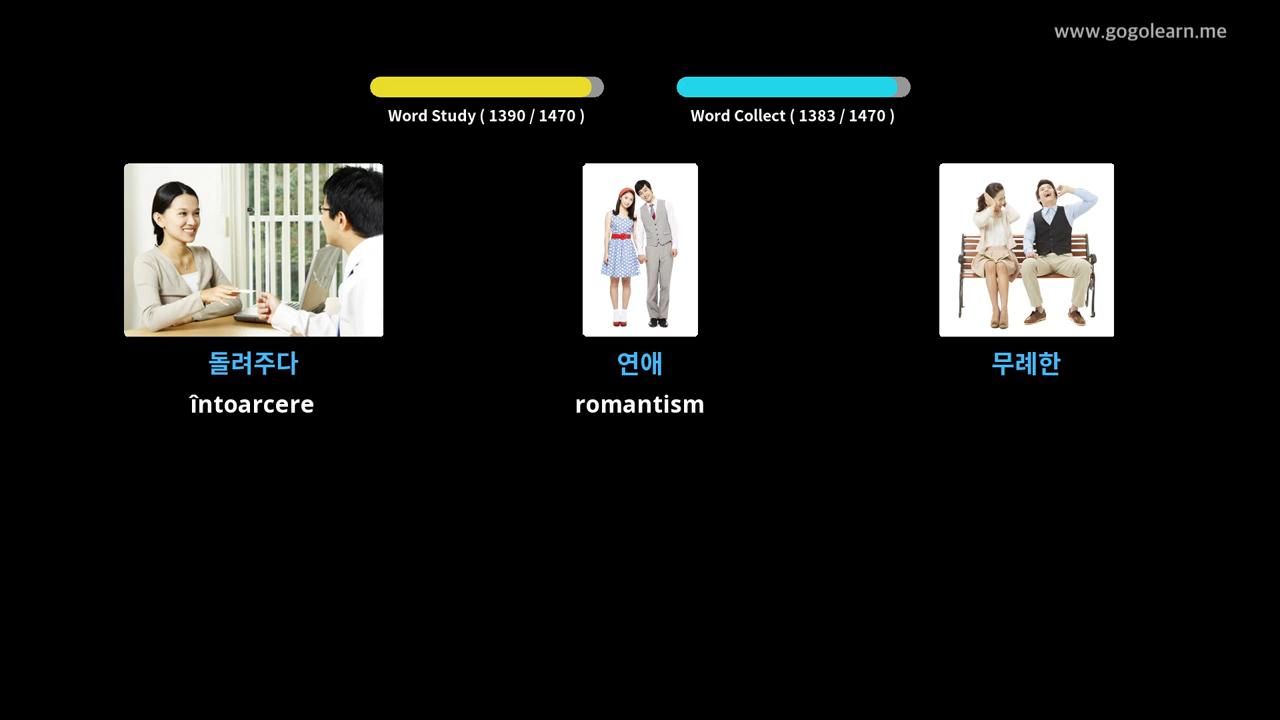 www.gogolearn.me
Word Study ( 1390 / 1470 )
Word Collect ( 1383 / 1470 )
돌려주다
întoarcere
연애
romantism
무례한